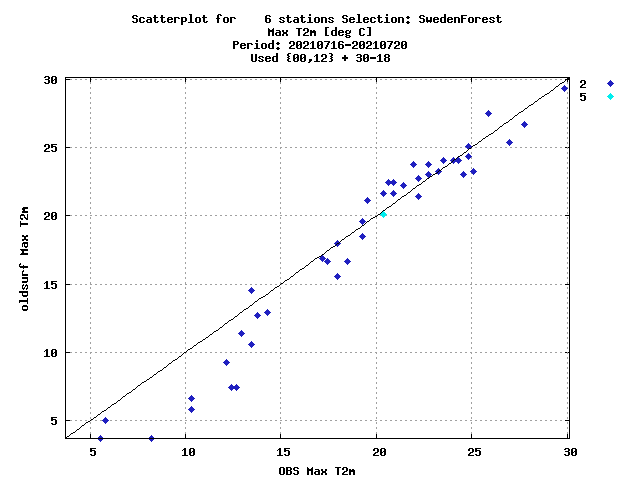 Scatterplot for    6 stations Selection: SwedenForest
Max T2m [deg C]
Period: 20210716-20210720
Used {00,12} + 30-18
30
25
20
15
10
5
oldsurf Max T2m
5 10 15 20 25 30
OBS Max T2m
2
5